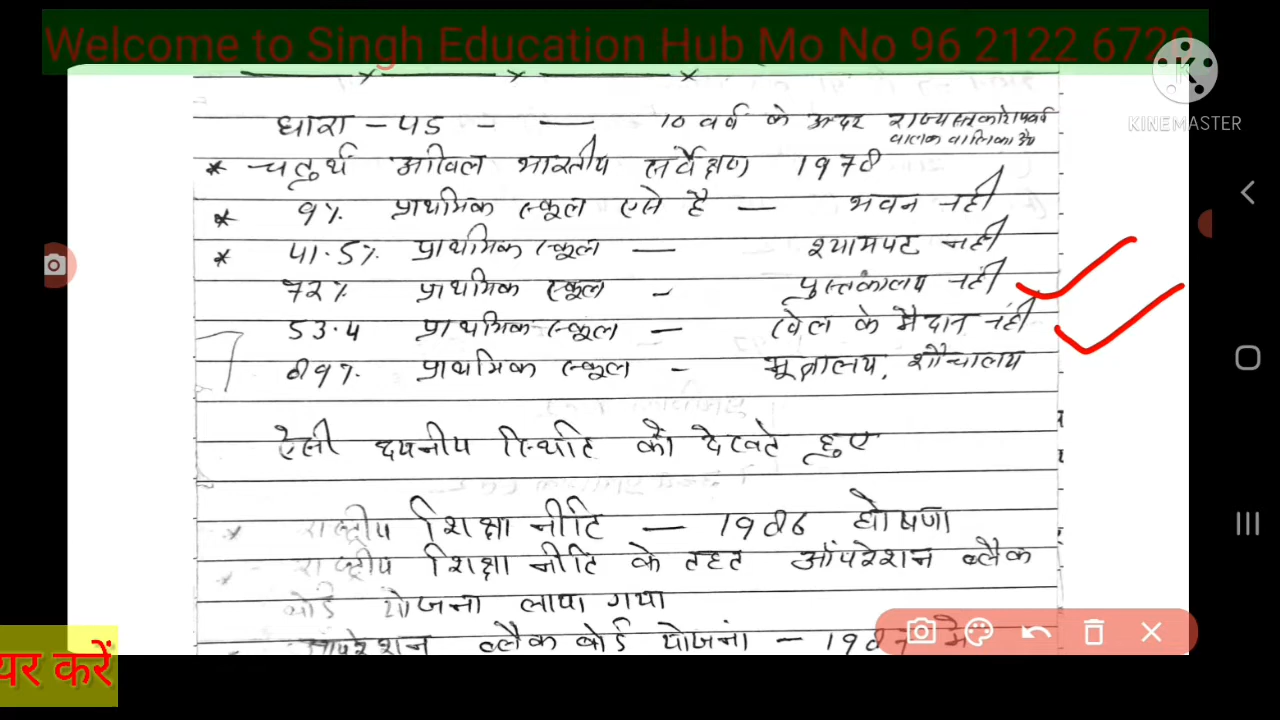 Welcome to Singh Education Hub Mo No 96 2122 6729
KINEMASTER
धारा - 45 - — 10 वर्ष के अन्दर
बालक बालिका
* चतुर्थ अखिल भारतीय सर्वेक्षण 1978
* 9% प्राथमिक स्कूल ऐसे है — भवन नहीं
* 41.5% प्राथमिक स्कूल — श्यामपट नहीं
72% प्राथमिक स्कूल - पुस्तकालय नहीं
53.4 प्राथमिक स्कूल — खेल के मैदान नहीं
89% प्राथमिक स्कूल - मूत्रालय, शौचालय
ऐसी दयनीय स्थिति को देखते हुए
* राष्ट्रीय शिक्षा नीति — 1986 घोषणा
* राष्ट्रीय शिक्षा नीति के तहत ऑपरेशन ब्लैक
बोर्ड योजना लाया गया
ऑपरेशन ब्लैक बोर्ड योजना - 1987 में
यर करें